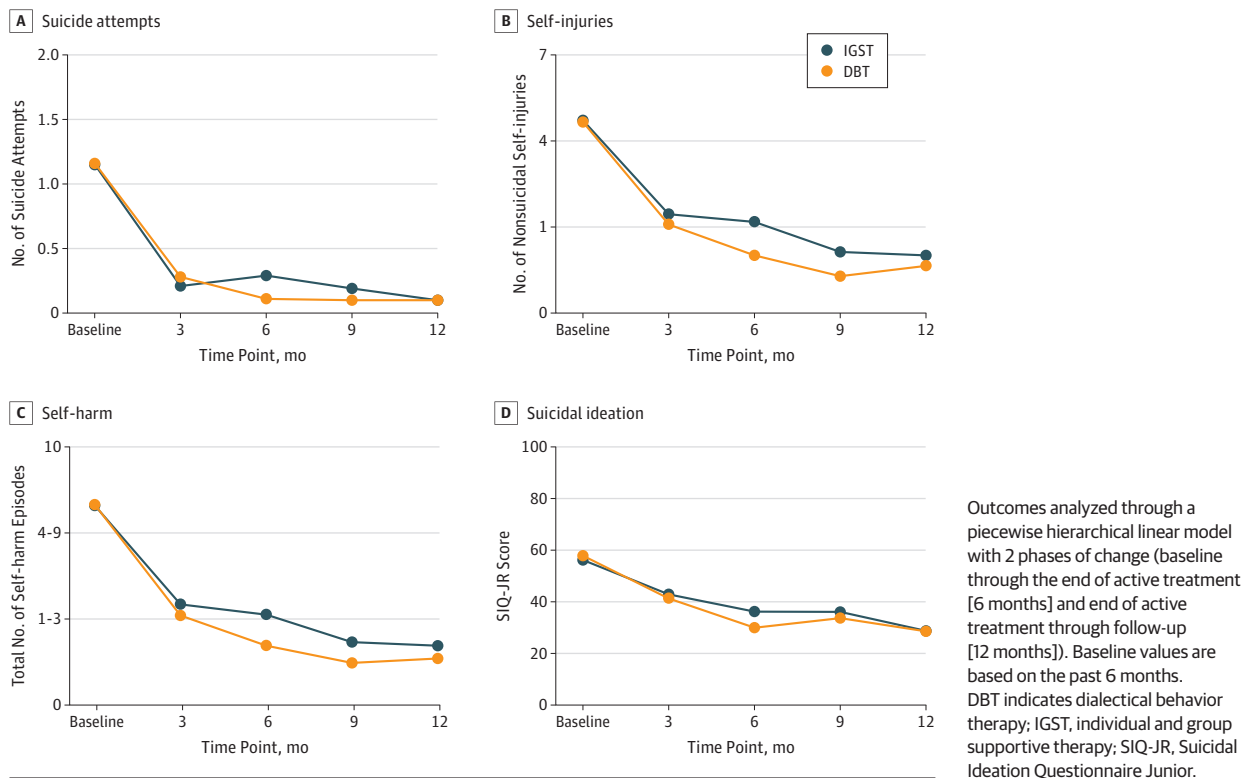 A Suicide attempts
2.0
1.5
1.0
0.5
0
No. of Suicide Attempts
Baseline 3 6 9 12
Time Point, mo
B Self-injuries
IGST
DBT
7
4
1
0
No. of Nonsuicidal Self-injuries
Baseline 3 6 9 12
Time Point, mo
C Self-harm
10
4-9
1-3
0
Total No. of Self-harm Episodes
Baseline 3 6 9 12
Time Point, mo
D Suicidal ideation
100
80
60
40
20
0
SIQ-JR Score
Baseline 3 6 9 12
Time Point, mo
Outcomes analyzed through a
piecewise hierarchical linear model
with 2 phases of change (baseline
through the end of active treatment
[6 months] and end of active
treatment through follow-up
[12 months]). Baseline values are
based on the past 6 months.
DBT indicates dialectical behavior
therapy; IGST, individual and group
supportive therapy; SIQ-JR, Suicidal
Ideation Questionnaire Junior.